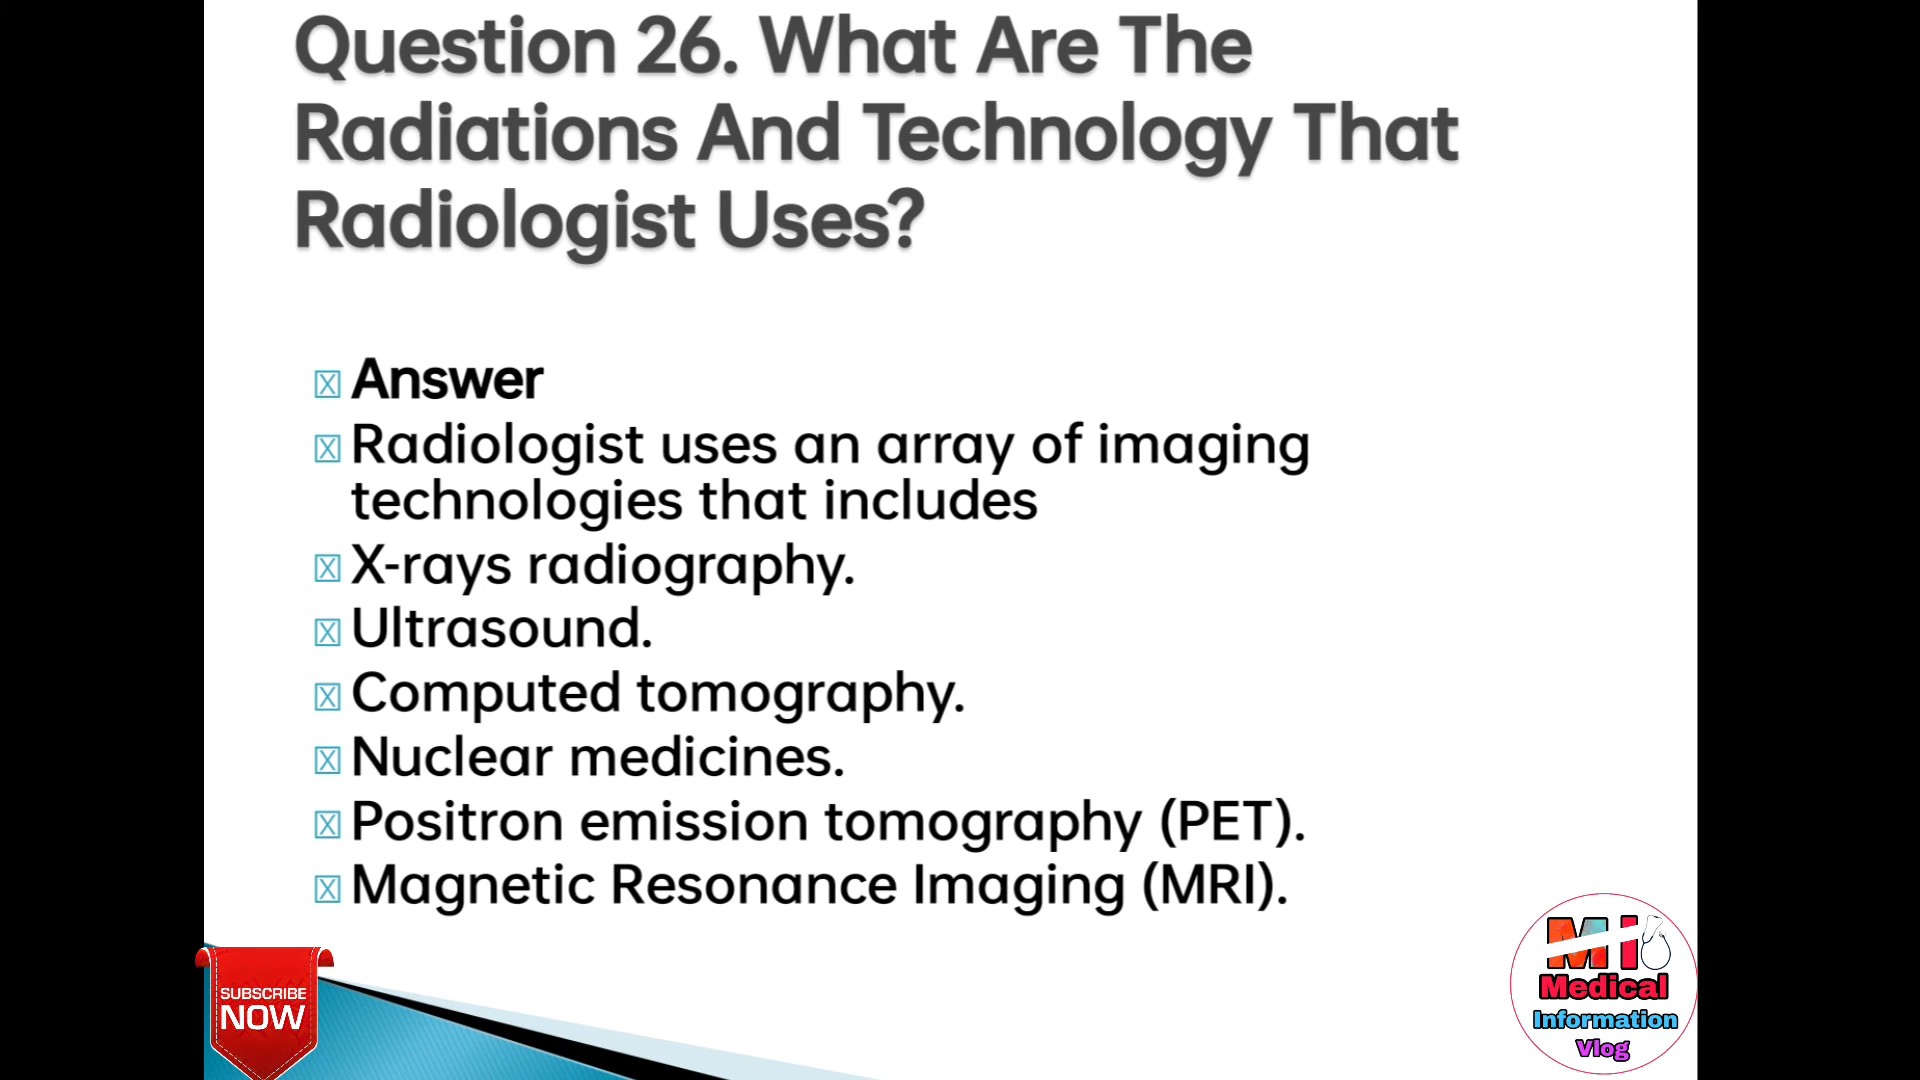 Question 26. What Are The
Radiations And Technology That
Radiologist Uses?
Answer
Radiologist uses an array of imaging
technologies that includes
X-rays radiography.
Ultrasound.
Computed tomography.
Nuclear medicines.
Positron emission tomography (PET).
Magnetic Resonance Imaging (MRI).
SUBSCRIBE
NOW
MI
Medical
Information
Vlog